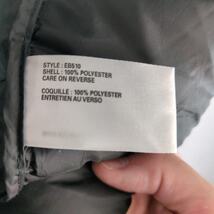 STYLE : EB510
SHELL : 100% POLYESTER
CARE ON REVERSE
COQUILLE : 100% POLYESTER
ENTRETIEN AU VERSO